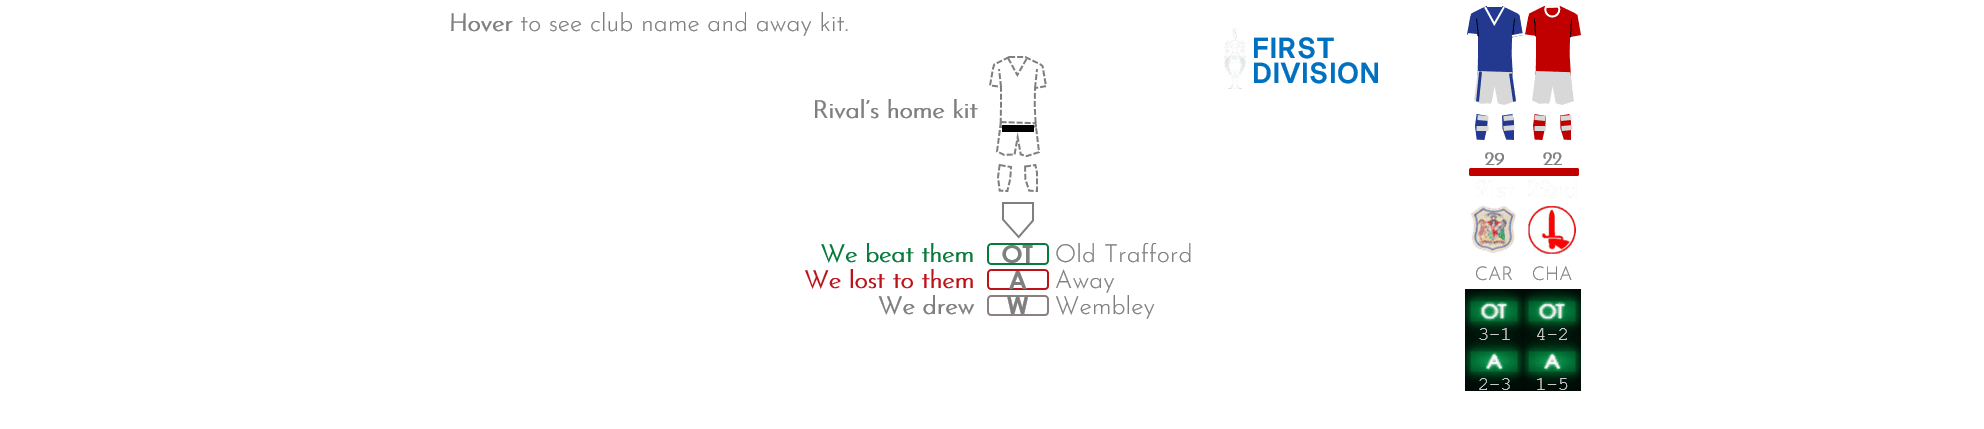 Hover to see club name and away kit.
FIRST
DIVISION
Rival's home kit
29 22
CAR CHA
We beat them OT Old Trafford
We lost to them A Away
We drew W Wembley
OT OT
3-1 4-2
A A
2-3 1-5